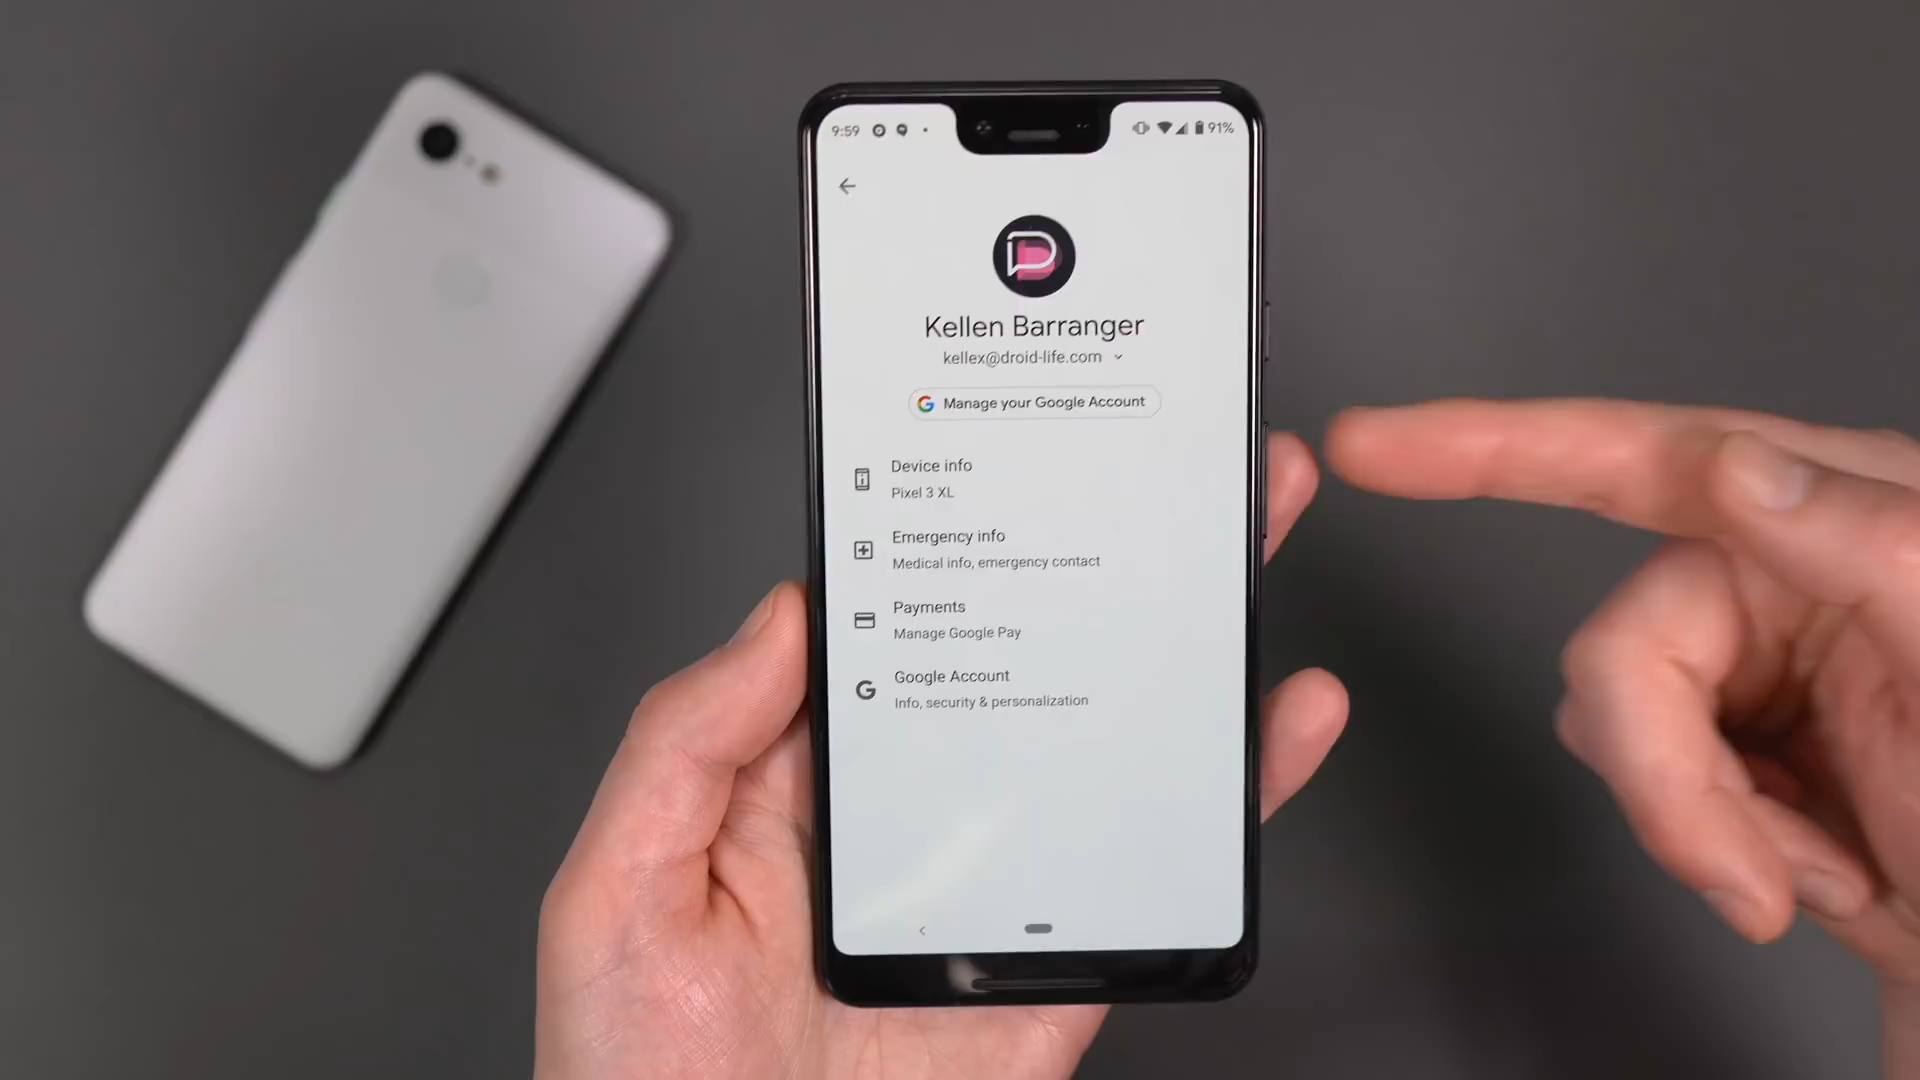 9:59
91%
Kellen Barranger
kellex@droid-life.com
Manage your Google Account
Device info
Pixel 3 XL
Emergency info
Medical info, emergency contact
Payments
Manage Google Pay
Google Account
Info, security & personalization